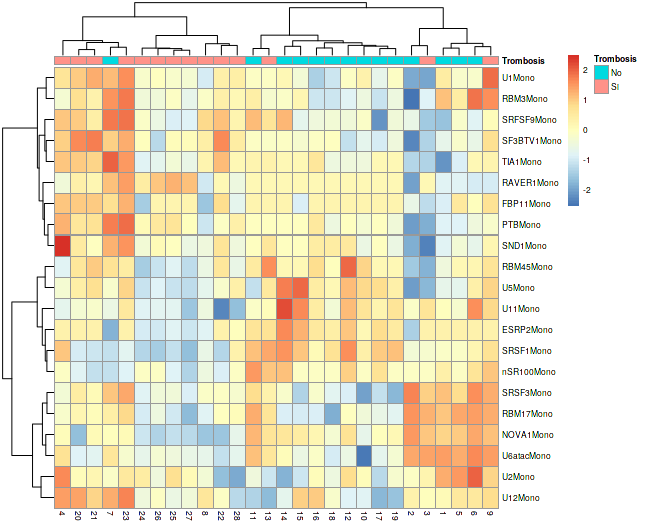 Trombosis
U1Mono
RBM3Mono
SRFSF9Mono
SF3BTV1Mono
TIA1Mono
RAVER1Mono
FBP11Mono
PTBMono
SND1Mono
RBM45Mono
U5Mono
U11Mono
ESRP2Mono
SRSF1Mono
nSR100Mono
SRSF3Mono
RBM17Mono
NOVA1Mono
U6atacMono
U2Mono
U12Mono
4 20 21 7 23 24 26 25 27 8 22 28 11 13 14 15 16 18 12 10 17 19 2 3 1 5 6 9
2
1
0
-1
-2
Trombosis
No
SI